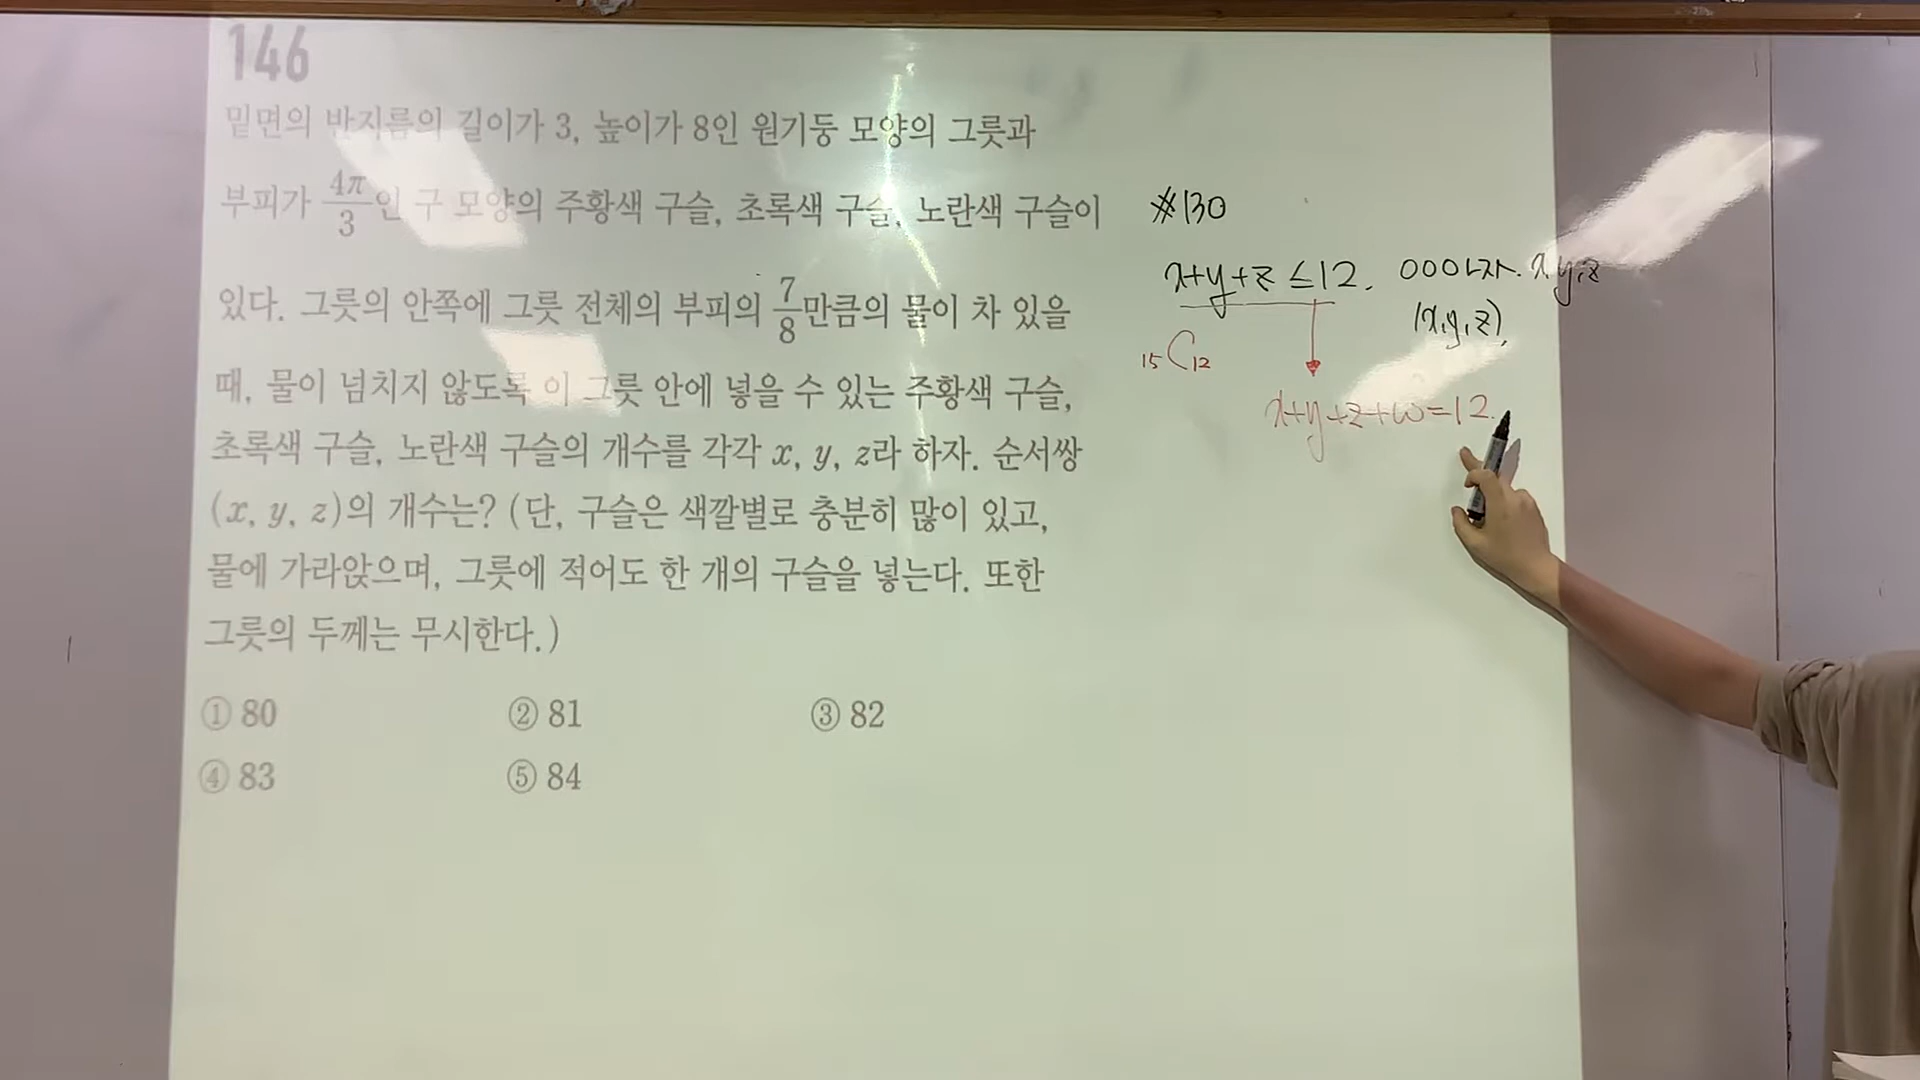 146
밑면의 반지름의 길이가 3, 높이가 8인 원기둥 모양의 그릇과
부피가 4π/3인 구 모양의 주황색 구슬, 초록색 구슬, 노란색 구슬이
있다. 그릇의 안쪽에 그릇 전체의 부피의 7/8만큼의 물이 차 있을
때, 물이 넘치지 않도록 이 그릇 안에 넣을 수 있는 주황색 구슬,
초록색 구슬, 노란색 구슬의 개수를 각각 x, y, z라 하자. 순서쌍
(x, y, z)의 개수는? (단, 구슬은 색깔별로 충분히 많이 있고,
물에 가라앉으며, 그릇에 적어도 한 개의 구슬을 넣는다. 또한
그릇의 두께는 무시한다.)
① 80 ② 81 ③ 82
④ 83 ⑤ 84
#130
x+y+z ≤12. x,y,z
(x,y,z),
15C12
x+y+z+w=12.